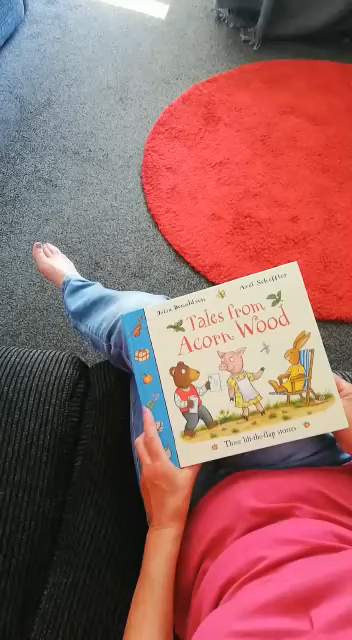 Julia Donaldson Axel Scheffler
Tales from
Acorn Wood
Three lift-the-flap stories